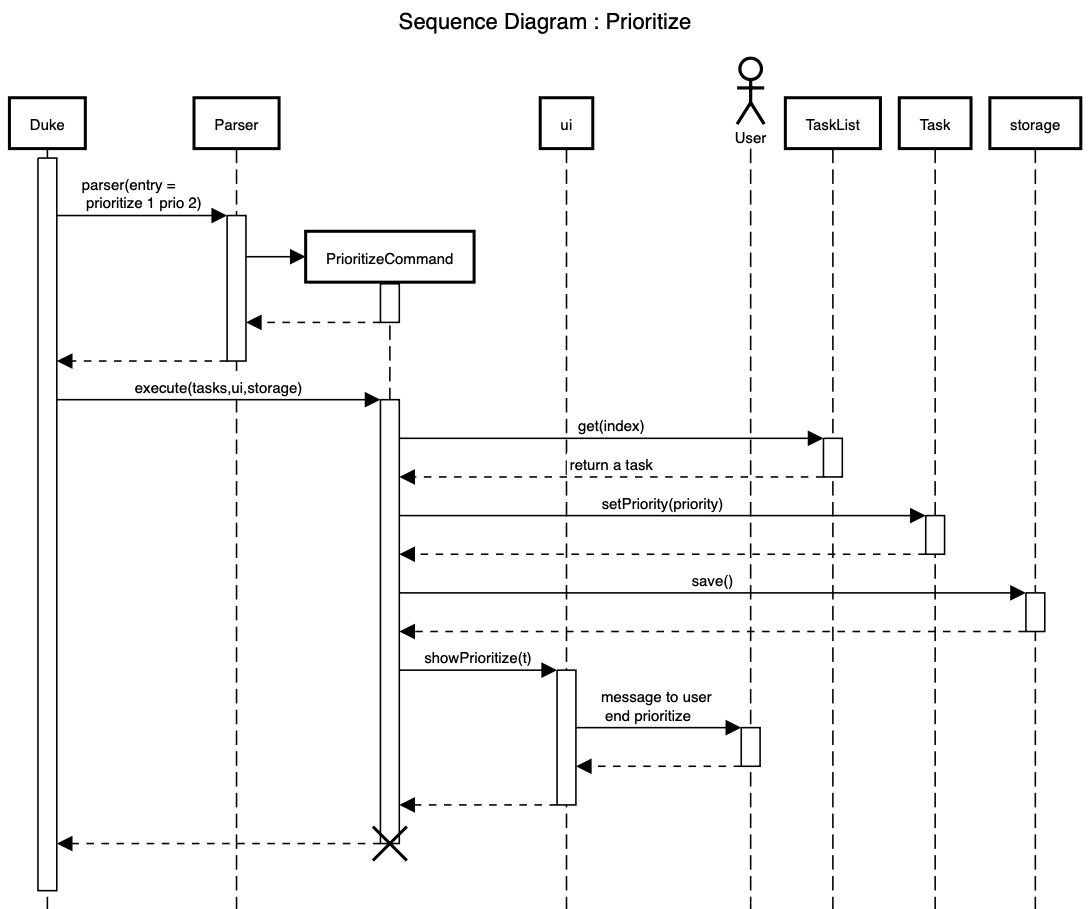 Sequence Diagram : Prioritize
Duke
Parser
ui
User
TaskList
Task
storage
parser(entry =
prioritize 1 prio 2)
PrioritizeCommand
execute(tasks,ui,storage)
get(index)
return a task
setPriority(priority)
save()
showPrioritize(t)
message to user
end prioritize